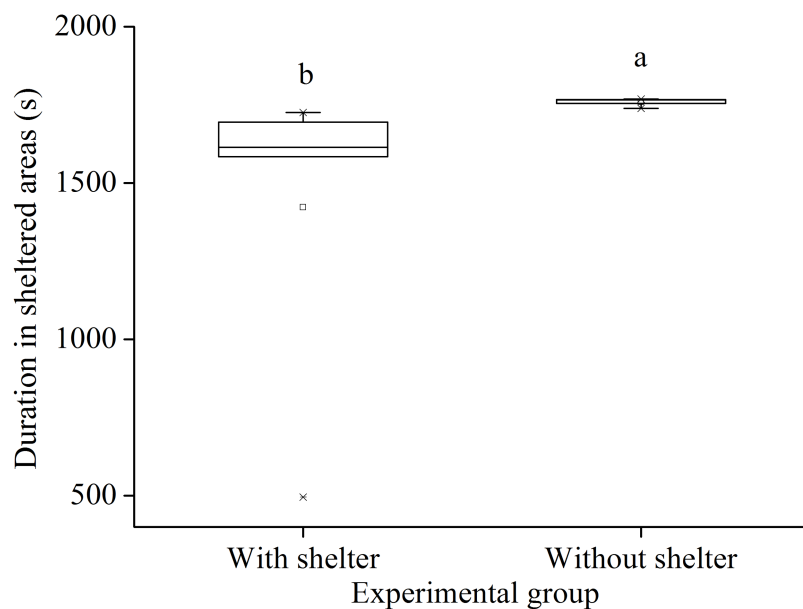 Duration in sheltered areas (s)
2000
1500
1000
500
b
a
With shelter
Without shelter
Experimental group